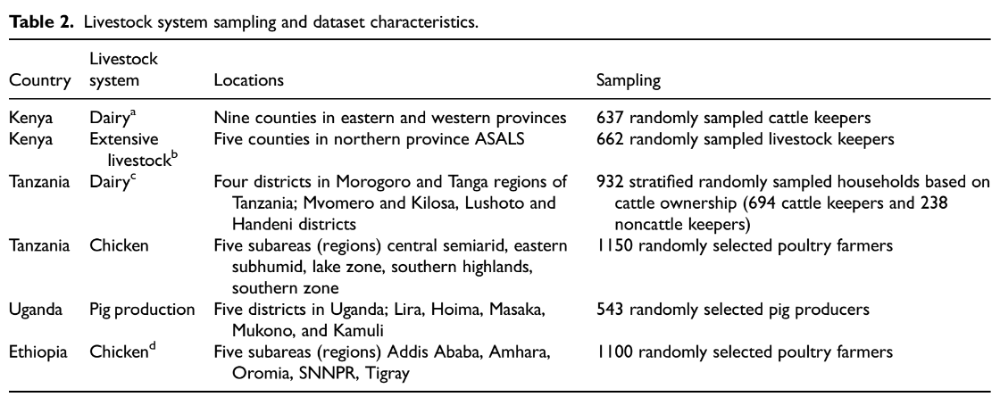 Table 2. Livestock system sampling and dataset characteristics.
Livestock
Country system Locations Sampling
Kenya Dairyᵃ Nine counties in eastern and western provinces 637 randomly sampled cattle keepers
Kenya Extensive Five counties in northern province ASALS 662 randomly sampled livestock keepers
livestockᵇ
Tanzania Dairyᶜ Four districts in Morogoro and Tanga regions of 932 stratified randomly sampled households based on
Tanzania; Mvomero and Kilosa, Lushoto and cattle ownership (694 cattle keepers and 238
Handeni districts noncattle keepers)
Tanzania Chicken Five subareas (regions) central semiarid, eastern 1150 randomly selected poultry farmers
subhumid, lake zone, southern highlands,
southern zone
Uganda Pig production Five districts in Uganda; Lira, Hoima, Masaka, 543 randomly selected pig producers
Mukono, and Kamuli
Ethiopia Chickenᵈ Five subareas (regions) Addis Ababa, Amhara, 1100 randomly selected poultry farmers
Oromia, SNNPR, Tigray